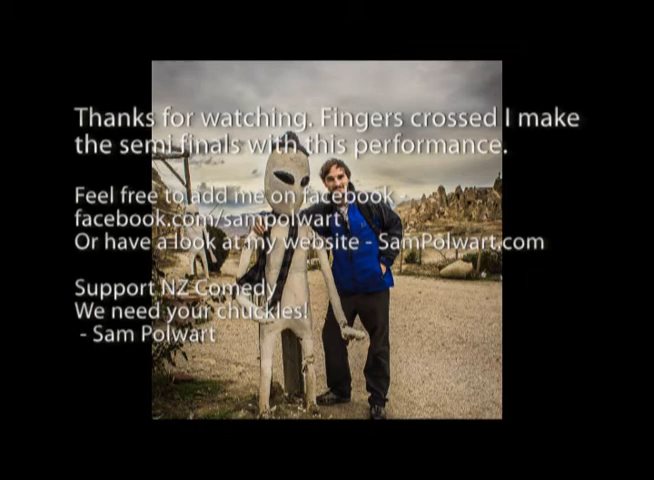 Thanks for watching. Fingers crossed I make
the semi finals with this performance.
Feel free to add me on facebook -
facebook.com/sampolwart
Or have a look at my website - SamPolwart.com
Support NZ Comedy
We need your chuckles!
- Sam Polwart